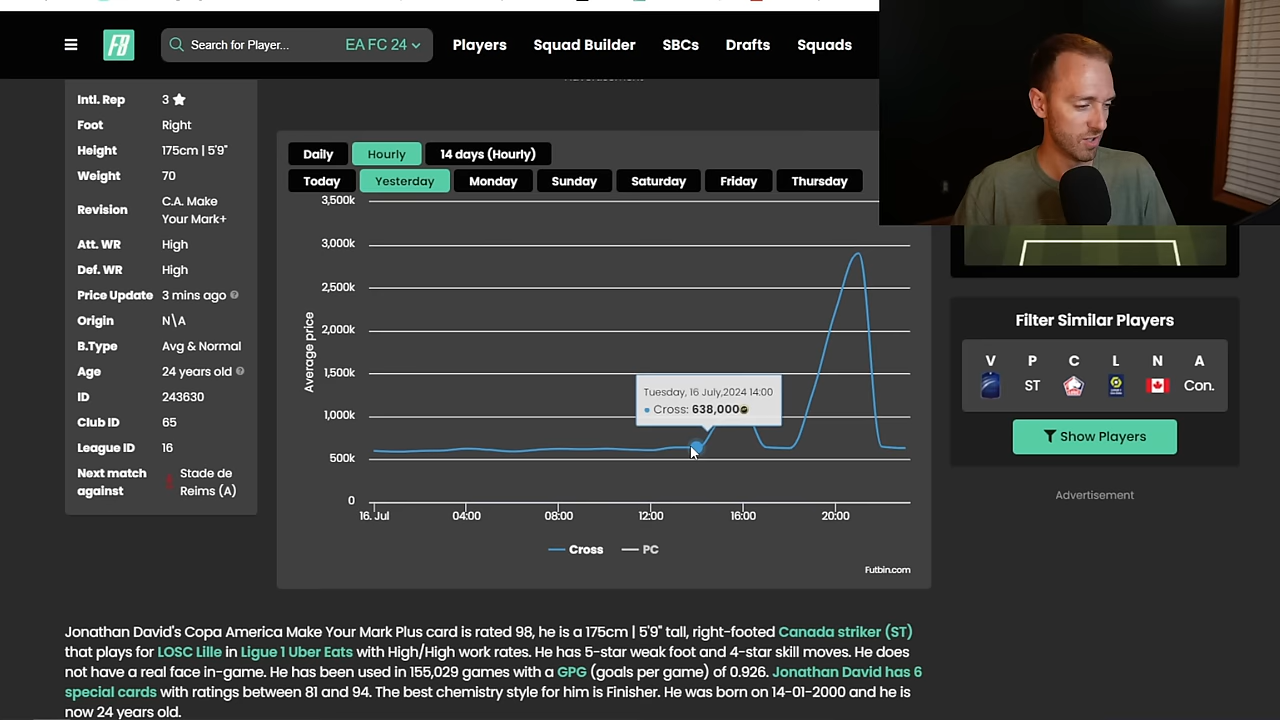 FB
Search for Player...
EA FC 24
Players
Squad Builder
SBCs
Drafts
Squads
Intl. Rep 3
Foot Right
Height 175cm | 5'9"
Weight 70
Revision C.A. Make
Your Mark+
Att. WR High
Def. WR High
Price Update 3 mins ago
Origin N\A
B.Type Avg & Normal
Age 24 years old
ID 243630
Club ID 65
League ID 16
Next match against
Stade de
Reims (A)
Daily Hourly 14 days (Hourly)
Today Yesterday Monday Sunday Saturday Friday Thursday
3,500k
3,000k
2,500k
2,000k
1,500k
1,000k
500k
0
Average price
Tuesday, 16 July,2024 14:00
Cross: 638,000
16. Jul 04:00 08:00 12:00 16:00 20:00
Cross PC
Futbin.com
Filter Similar Players
V P C L N A
ST Con.
Show Players
Advertisement
Jonathan David's Copa America Make Your Mark Plus card is rated 98, he is a 175cm | 5'9" tall, right-footed Canada striker (ST)
that plays for LOSC Lille in Ligue 1 Uber Eats with High/High work rates. He has 5-star weak foot and 4-star skill moves. He does
not have a real face in-game. He has been used in 155,029 games with a GPG (goals per game) of 0.926. Jonathan David has 6
special cards with ratings between 81 and 94. The best chemistry style for him is Finisher. He was born on 14-01-2000 and he is
now 24 years old.